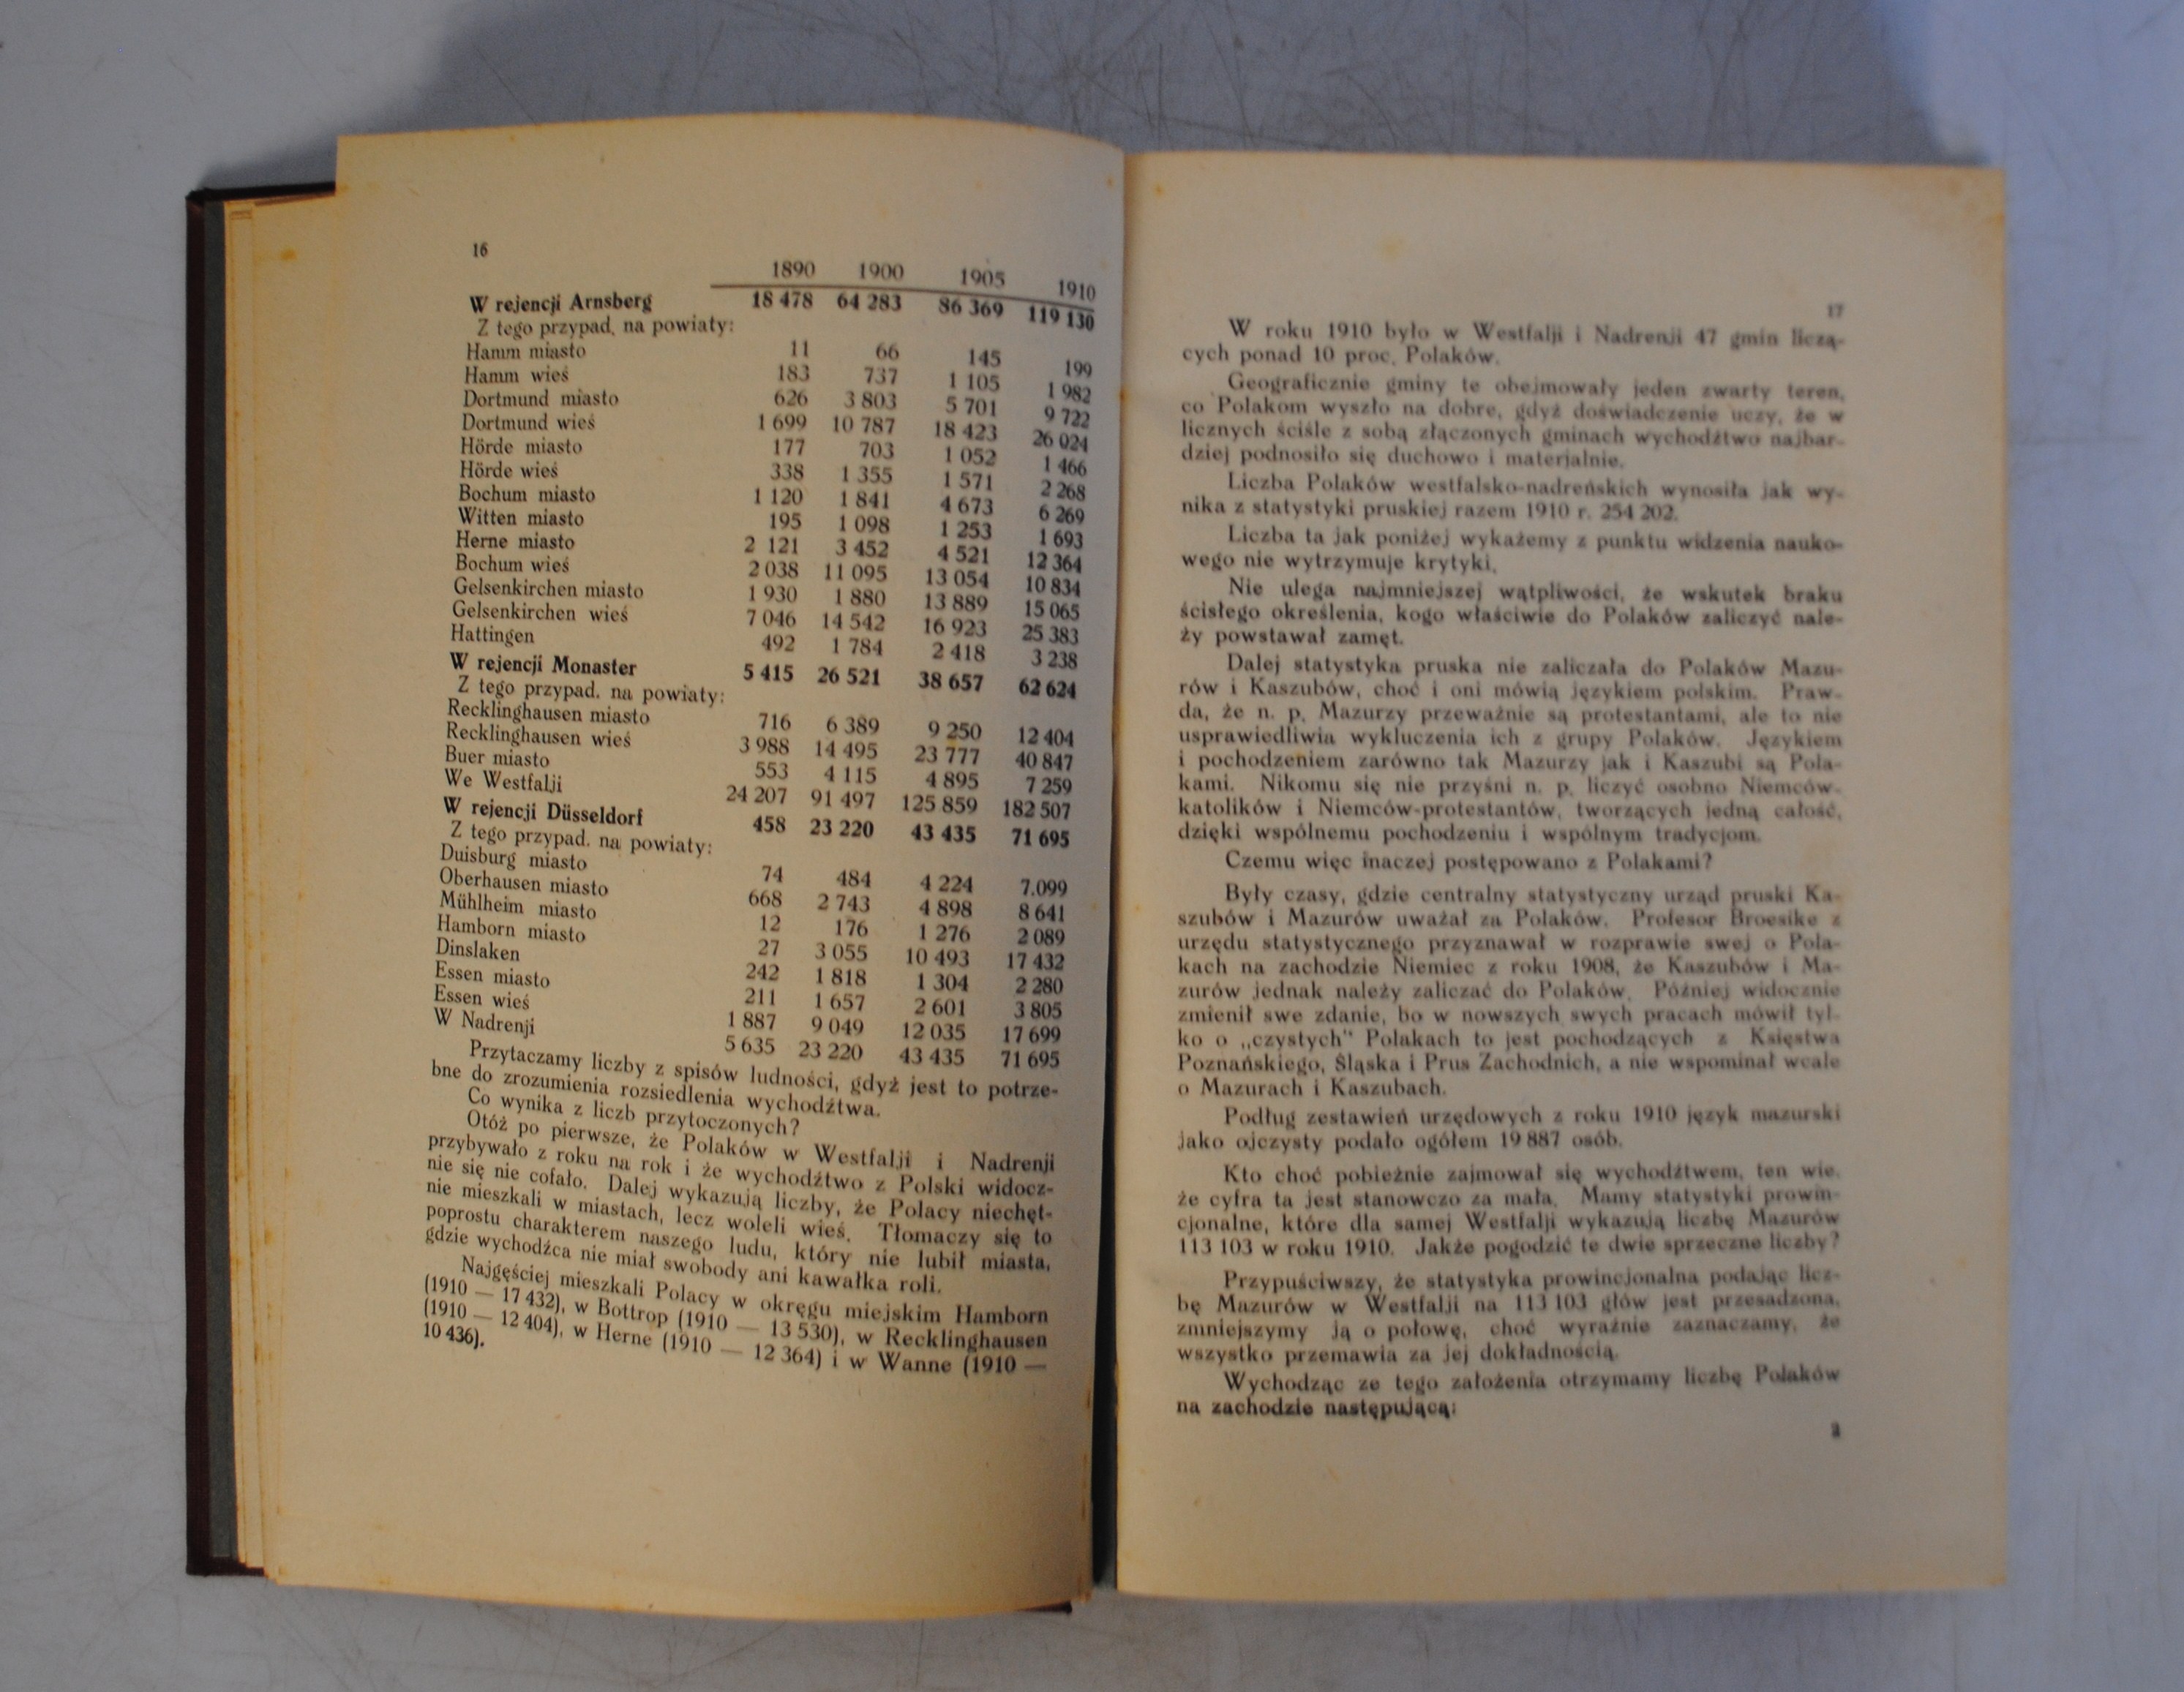 16
1890 1900 1905 1910
W rejencji Arnsberg 18 478 64 283 86 369 119 130
Z tego przypad. na powiaty:
Hamm miasto 11 66 145 199
Hamm wieś 183 737 1 105 1 982
Dortmund miasto 626 3 803 5 701 9 722
Dortmund wieś 1 699 10 787 18 423 26 024
Hörde miasto 177 703 1 052 1 466
Hörde wieś 338 1 355 1 571 2 268
Bochum miasto 1 120 1 841 4 673 6 269
Witten miasto 195 1 098 1 253 1 693
Herne miasto 2 121 3 452 4 521 12 364
Bochum wieś 2 038 11 095 13 054 10 834
Gelsenkirchen miasto 1 930 1 880 13 889 15 065
Gelsenkirchen wieś 7 046 14 542 16 923 25 383
Hattingen 492 1 784 2 418 3 238
W rejencji Monaster 5 415 26 521 38 657 62 624
Z tego przypad. na powiaty:
Recklinghausen miasto 716 6 389 9 250 12 404
Recklinghausen wieś 3 988 14 495 23 777 40 847
Buer miasto 553 4 115 4 895 7 259
We Westfalji 24 207 91 497 125 859 182 507
W rejencji Düsseldorf 458 23 220 43 435 71 695
Z tego przypad. na powiaty:
Duisburg miasto 74 484 4 224 7.099
Oberhausen miasto 668 2 743 4 898 8 641
Mühlheim miasto 12 176 1 276 2 089
Hamborn miasto 27 3 055 10 493 17 432
Dinslaken 242 1 818 1 304 2 280
Essen miasto 211 1 657 2 601 3 805
Essen wieś 1 887 9 049 12 035 17 699
W Nadrenji 5 635 23 220 43 435 71 695
Przytaczamy liczby z spisów ludności, gdyż jest to potrze-
bne do zrozumienia rozsiedlenia wychodźtwa.
Co wynika z liczb przytoczonych?
Otóż po pierwsze, że Polaków w Westfalji i Nadrenji
przybywało z roku na rok i że wychodźtwo z Polski widocz-
nie się nie cofało. Dalej wykazują liczby, że Polacy niechęt-
nie mieszkali w miastach, lecz woleli wieś. Tłomaczy się to
poprostu charakterem naszego ludu, który nie lubił miasta,
gdzie wychodźca nie miał swobody ani kawałka roli.
Najgęściej mieszkali Polacy w okręgu miejskim Hamborn
(1910 — 17 432), w Bottrop (1910 — 13 530), w Recklinghausen
(1910 — 12 404), w Herne (1910 — 12 364) i w Wanne (1910 —
10 436).
17
W roku 1910 było w Westfalji i Nadrenji 47 gmin liczą-
cych ponad 10 proc. Polaków.
Geograficznie gminy te obejmowały jeden zwarty teren,
co Polakom wyszło na dobre, gdyż doświadczenie uczy, że w
licznych ściśle z sobą złączonych gminach wychodźtwo najbar-
dziej podnosiło się duchowo i materjalnie.
Liczba Polaków westfalsko-nadreńskich wynosiła jak wy-
nika z statystyki pruskiej razem 1910 r. 254 202.
Liczba ta jak poniżej wykażemy z punktu widzenia nauko-
wego nie wytrzymuje krytyki.
Nie ulega najmniejszej wątpliwości, że wskutek braku
ścisłego określenia, kogo właściwie do Polaków zaliczyć nale-
ży powstawał zamęt.
Dalej statystyka pruska nie zaliczała do Polaków Mazu-
rów i Kaszubów, choć i oni mówią językiem polskim. Praw-
da, że n. p. Mazurzy przeważnie są protestantami, ale to nie
usprawiedliwia wykluczenia ich z grupy Polaków. Językiem
i pochodzeniem zarówno tak Mazurzy jak i Kaszubi są Pola-
kami. Nikomu się nie przyśni n. p. liczyć osobno Niemców-
katolików i Niemców-protestantów, tworzących jedną całość,
dzięki wspólnemu pochodzeniu i wspólnym tradycjom.
Czemu więc inaczej postępowano z Polakami?
Były czasy, gdzie centralny statystyczny urząd pruski Ka-
szubów i Mazurów uważał za Polaków. Profesor Broesike z
urzędu statystycznego przyznawał w rozprawie swej o Pola-
kach na zachodzie Niemiec z roku 1908, że Kaszubów i Ma-
zurów jednak należy zaliczać do Polaków. Później widocznie
zmienił swe zdanie, bo w nowszych swych pracach mówił tyl-
ko o „czystych" Polakach to jest pochodzących z Księstwa
Poznańskiego, Śląska i Prus Zachodnich, a nie wspominał wcale
o Mazurach i Kaszubach.
Podług zestawień urzędowych z roku 1910 język mazurski
jako ojczysty podało ogółem 19 887 osób.
Kto choć pobieżnie zajmował się wychodźtwem, ten wie,
że cyfra ta jest stanowczo za mała. Mamy statystyki prowin-
cjonalne, które dla samej Westfalji wykazują liczbę Mazurów
113 103 w roku 1910. Jakże pogodzić te dwie sprzeczne liczby?
Przypuściwszy, że statystyka prowincjonalna podając licz-
bę Mazurów w Westfalji na 113 103 głów jest przesadzona,
zmniejszymy ją o połowę, choć wyraźnie zaznaczamy, że
wszystko przemawia za jej dokładnością.
Wychodząc ze tego założenia otrzymamy liczbę Polaków
na zachodzie następującą:
2